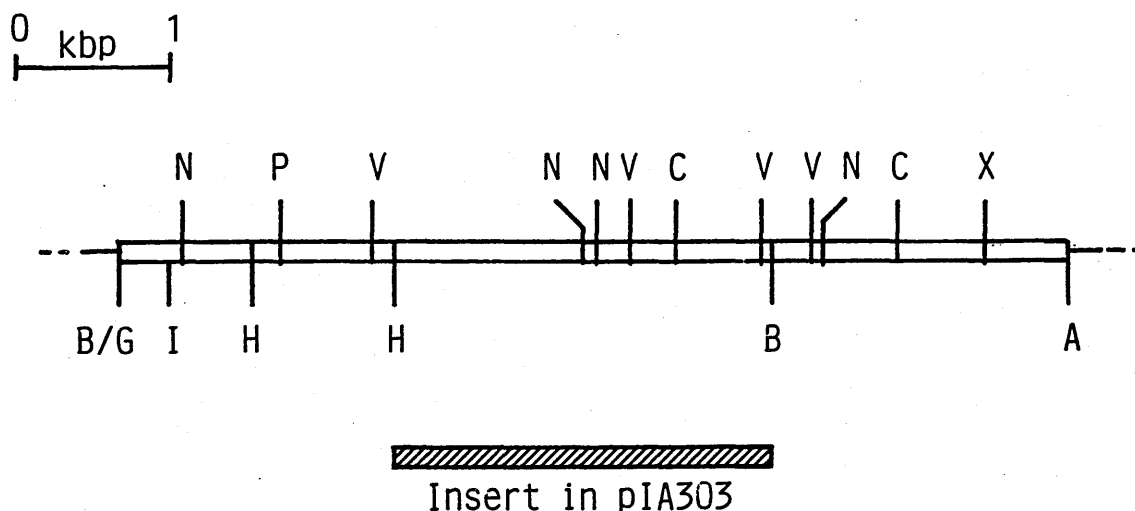 0 1
kbp
N P V N N V C V V N C X
B/G I H H B A
Insert in pIA303